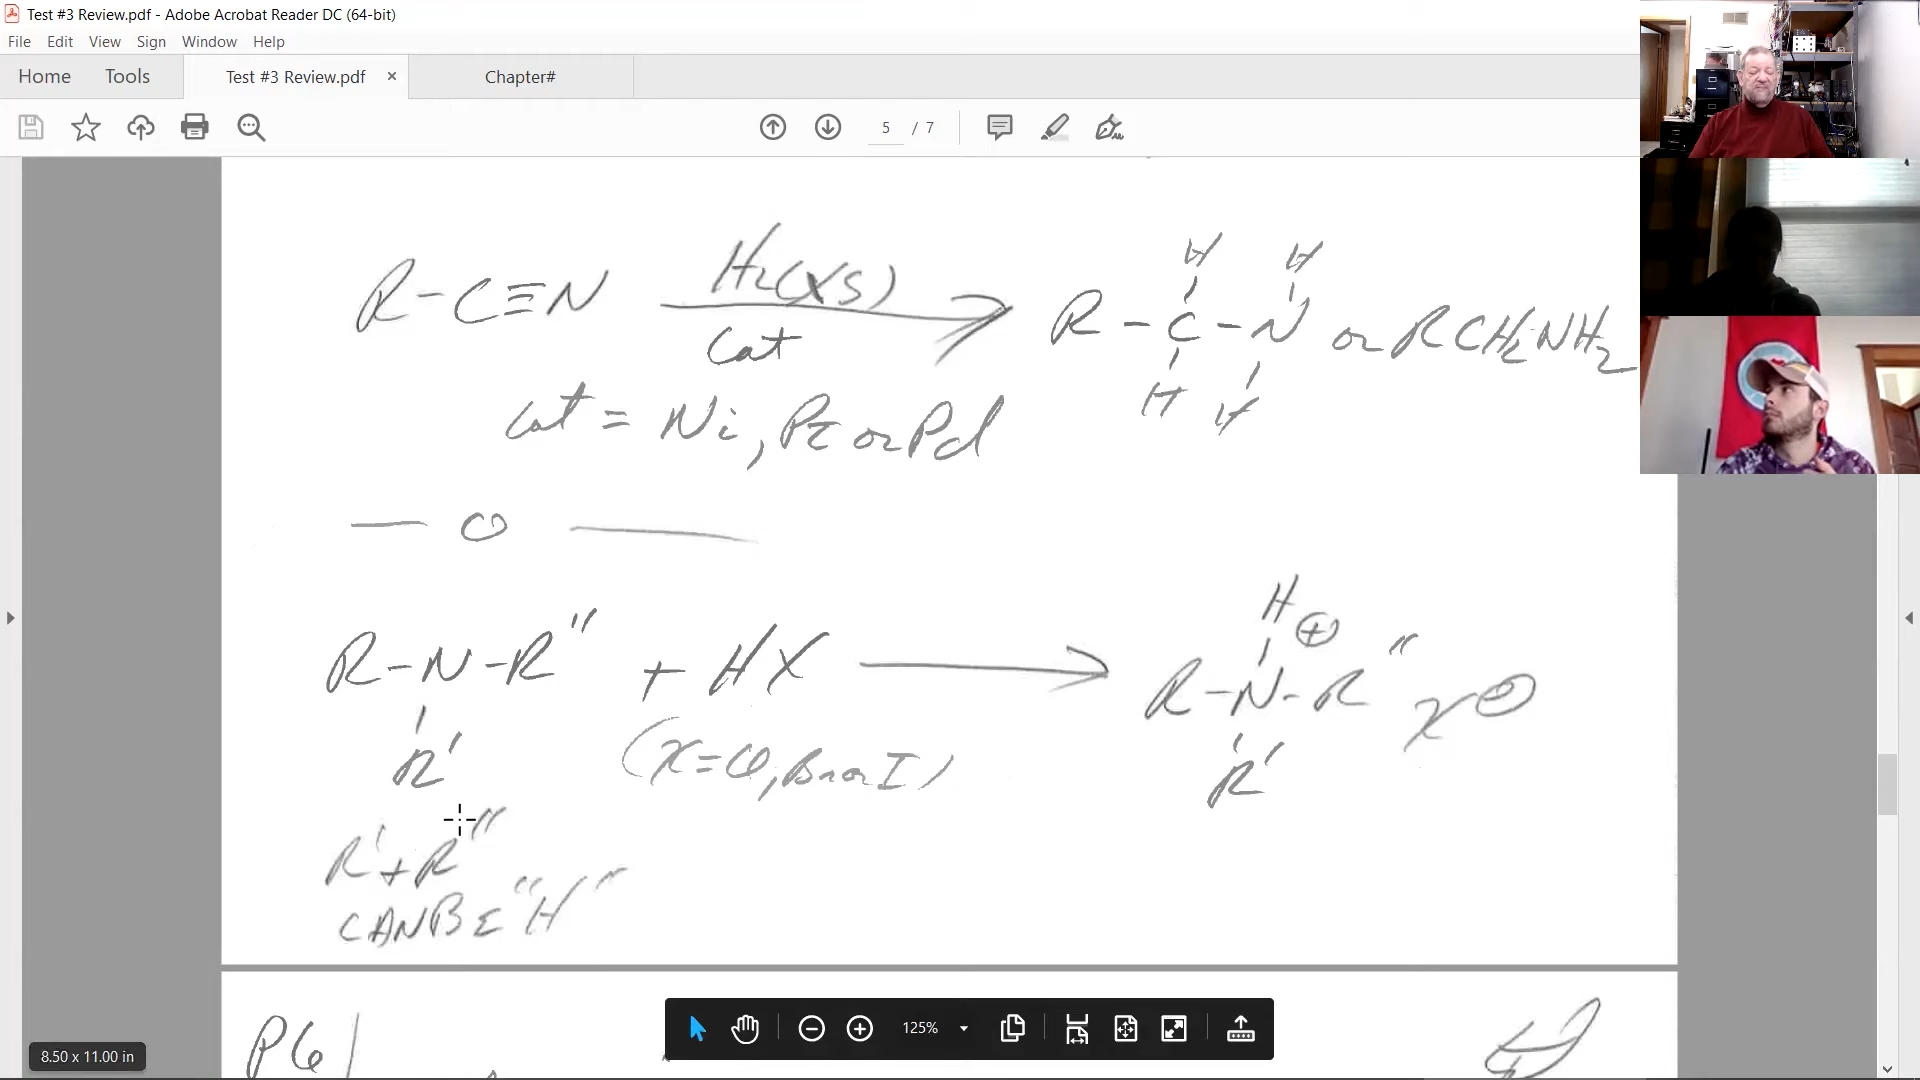 Test #3 Review.pdf - Adobe Acrobat Reader DC (64-bit)
File Edit View Sign Window Help
Home Tools Test #3 Review.pdf × Chapter#
5 / 7
R-C≡N H2(XS) Cat R-C-N or RCH2NH2
H H
H H
Cat = Ni, Pt or Pd
— O —
R-N-R" + HX H ⊕
R-N-R" X⊖
R' (X=Cl, Br or I) R'
R' + R"
CAN BE "H"
125%
8.50 x 11.00 in
P6